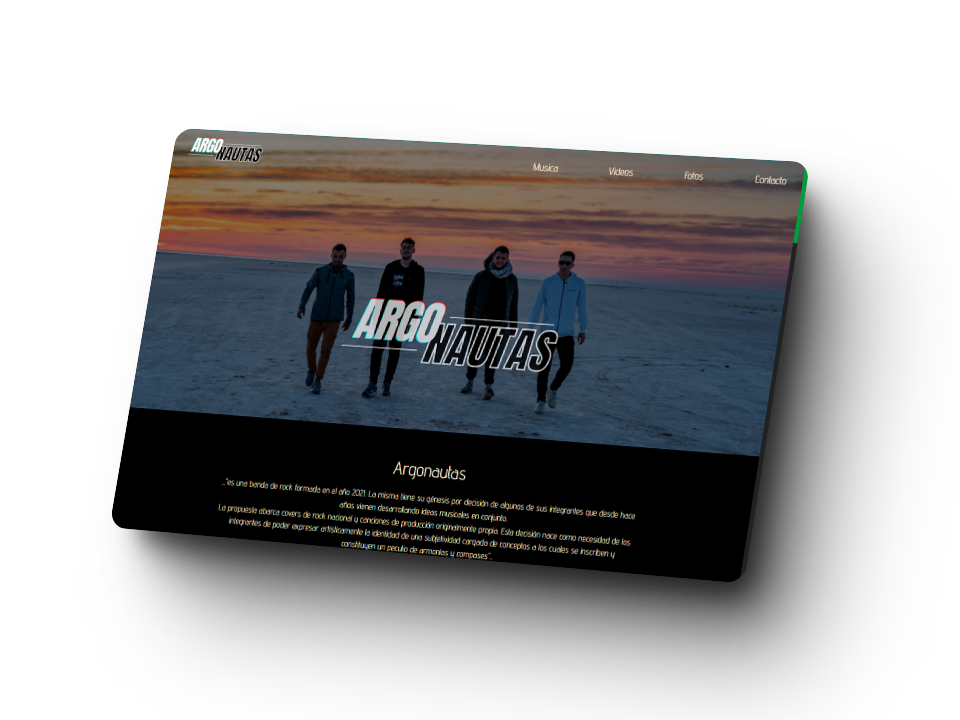 ARGO
NAUTAS
Musica Videos Fotos Contacto
ARGO
NAUTAS
Argonautas
..."es una banda de rock formada en el año 2021. La misma tiene su génesis por decisión de algunos de sus integrantes que desde hace
años vienen desarrollando ideas musicales en conjunto.
La propuesta abarca covers de rock nacional y canciones de producción originalmente propia. Esta decisión nace como necesidad de los
integrantes de poder expresar artísticamente la identidad de una subjetividad cargada de conceptos a los cuales se inscriben y
constituyen un peculio de armonías y compases"...